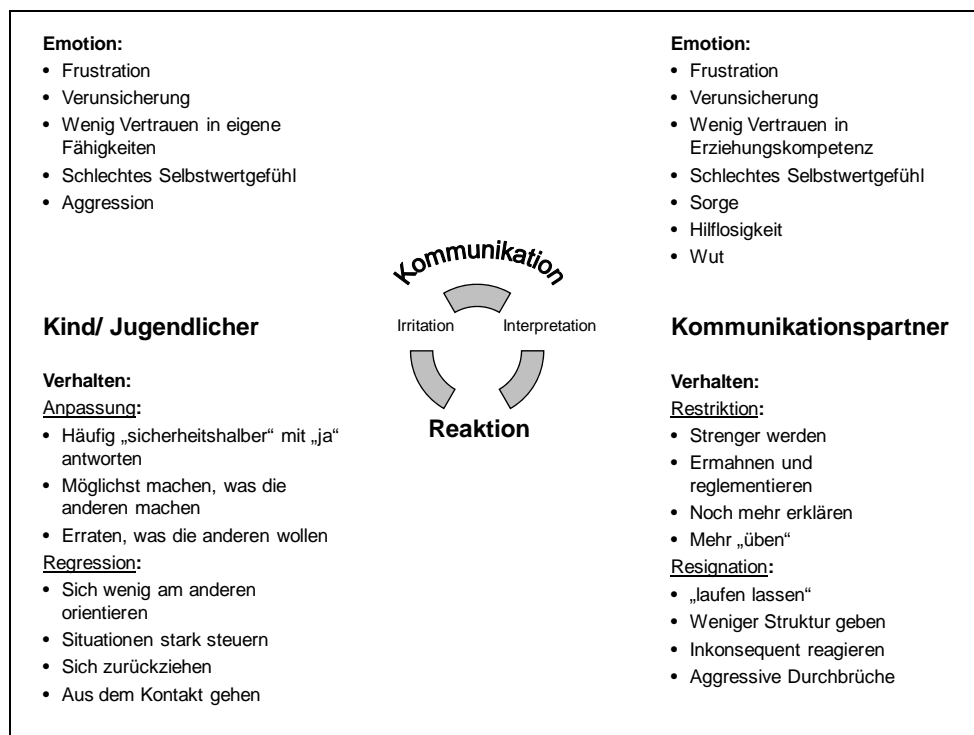 Emotion:
• Frustration
• Verunsicherung
• Wenig Vertrauen in eigene
Fähigkeiten
• Schlechtes Selbstwertgefühl
• Aggression
Kind/ Jugendlicher
Verhalten:
Anpassung:
• Häufig „sicherheitshalber“ mit „ja“
antworten
• Möglichst machen, was die
anderen machen
• Erraten, was die anderen wollen
Regression:
• Sich wenig am anderen
orientieren
• Situationen stark steuern
• Sich zurückziehen
• Aus dem Kontakt gehen
Kommunikation
Irritation
Interpretation
Reaktion
Emotion:
• Frustration
• Verunsicherung
• Wenig Vertrauen in
Erziehungskompetenz
• Schlechtes Selbstwertgefühl
• Sorge
• Hilflosigkeit
• Wut
Kommunikationspartner
Verhalten:
Restriktion:
• Strenger werden
• Ermahnen und
reglementieren
• Noch mehr erklären
• Mehr „üben“
Resignation:
• „laufen lassen“
• Weniger Struktur geben
• Inkonsequent reagieren
• Aggressive Durchbrüche